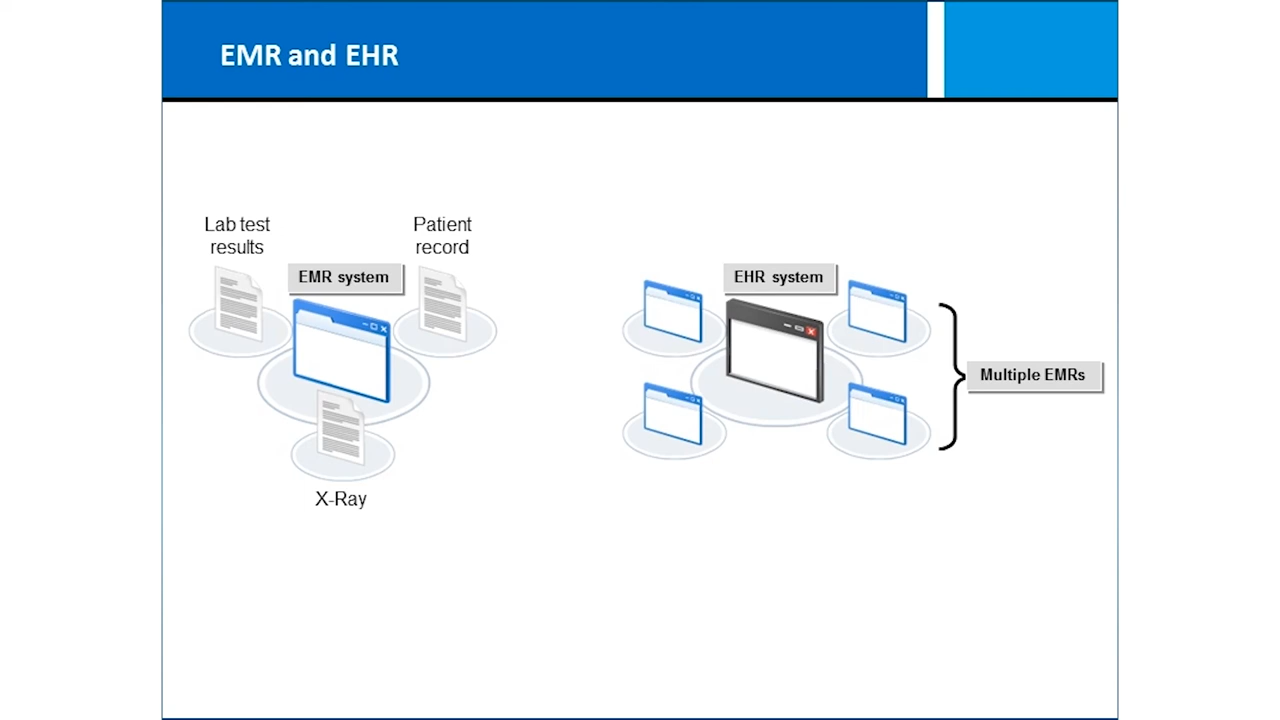 EMR and EHR
Lab test
results
Patient
record
EMR system
X-Ray
EHR system
Multiple EMRs